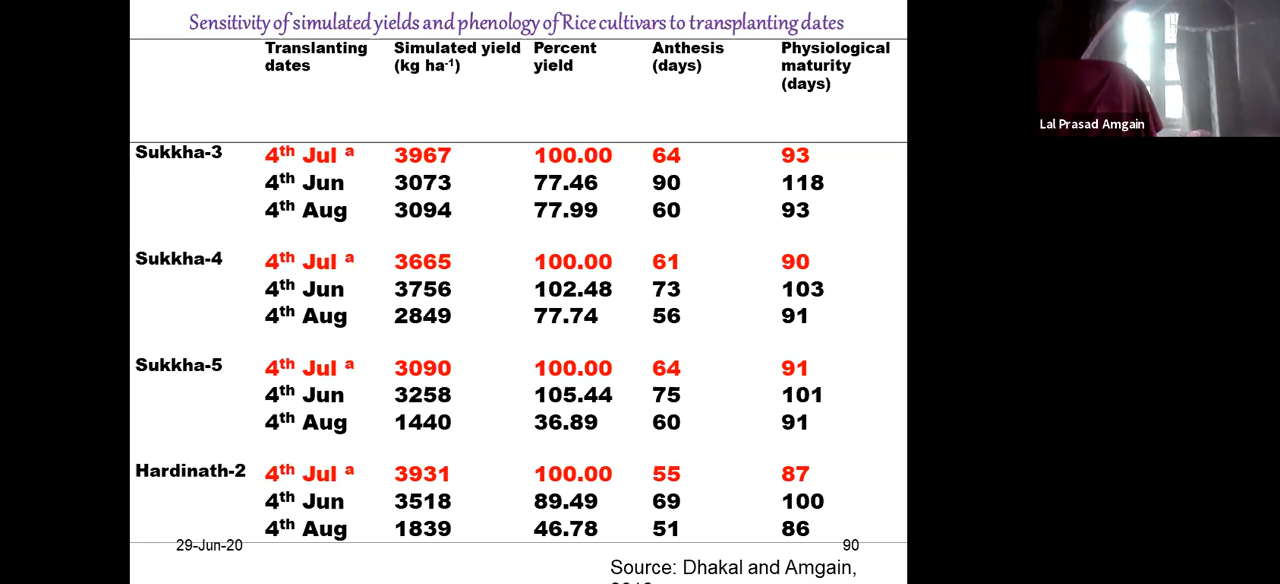 Sensitivity of simulated yields and phenology of Rice cultivars to transplanting dates
Translanting dates Simulated yield (kg ha-1) Percent yield Anthesis (days) Physiological maturity (days)
Sukkha-3 4th Jul a 3967 100.00 64 93
4th Jun 3073 77.46 90 118
4th Aug 3094 77.99 60 93
Sukkha-4 4th Jul a 3665 100.00 61 90
4th Jun 3756 102.48 73 103
4th Aug 2849 77.74 56 91
Sukkha-5 4th Jul a 3090 100.00 64 91
4th Jun 3258 105.44 75 101
4th Aug 1440 36.89 60 91
Hardinath-2 4th Jul a 3931 100.00 55 87
4th Jun 3518 89.49 69 100
4th Aug 1839 46.78 51 86
29-Jun-20 90
Source: Dhakal and Amgain,
Lal Prasad Amgain